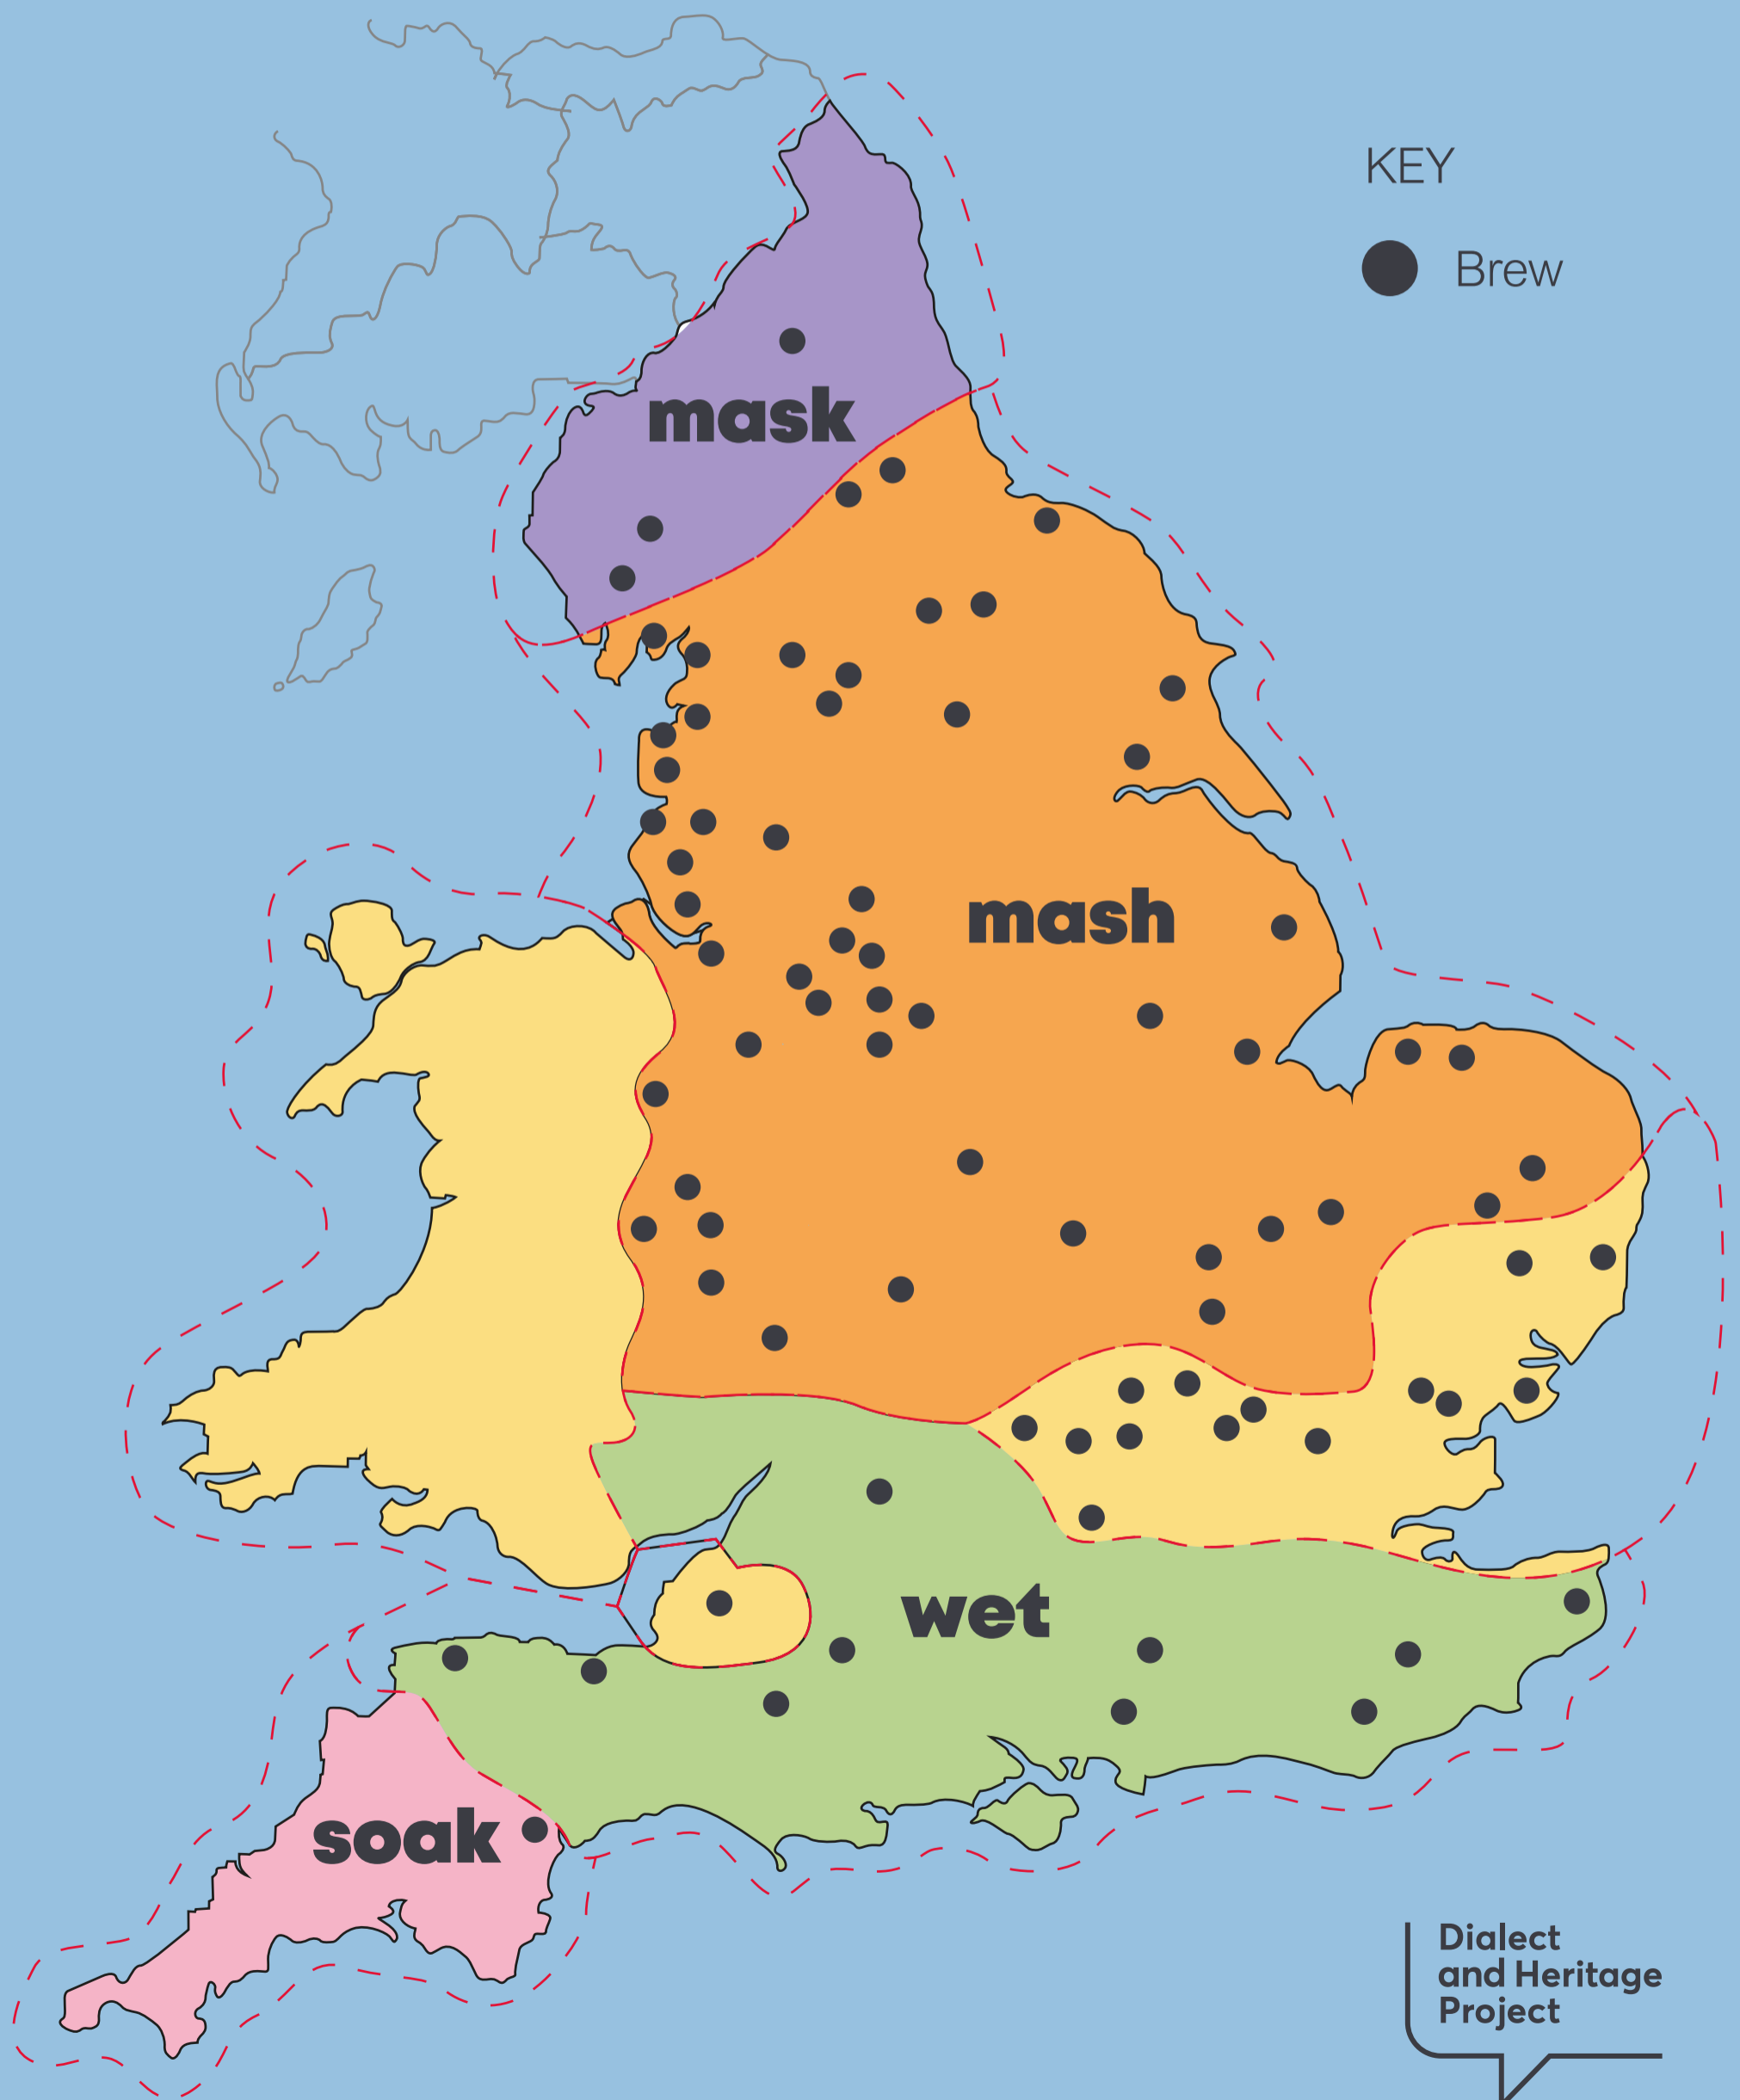 KEY
Brew
mask
mash
wet
soak
Dialect
and Heritage
Project